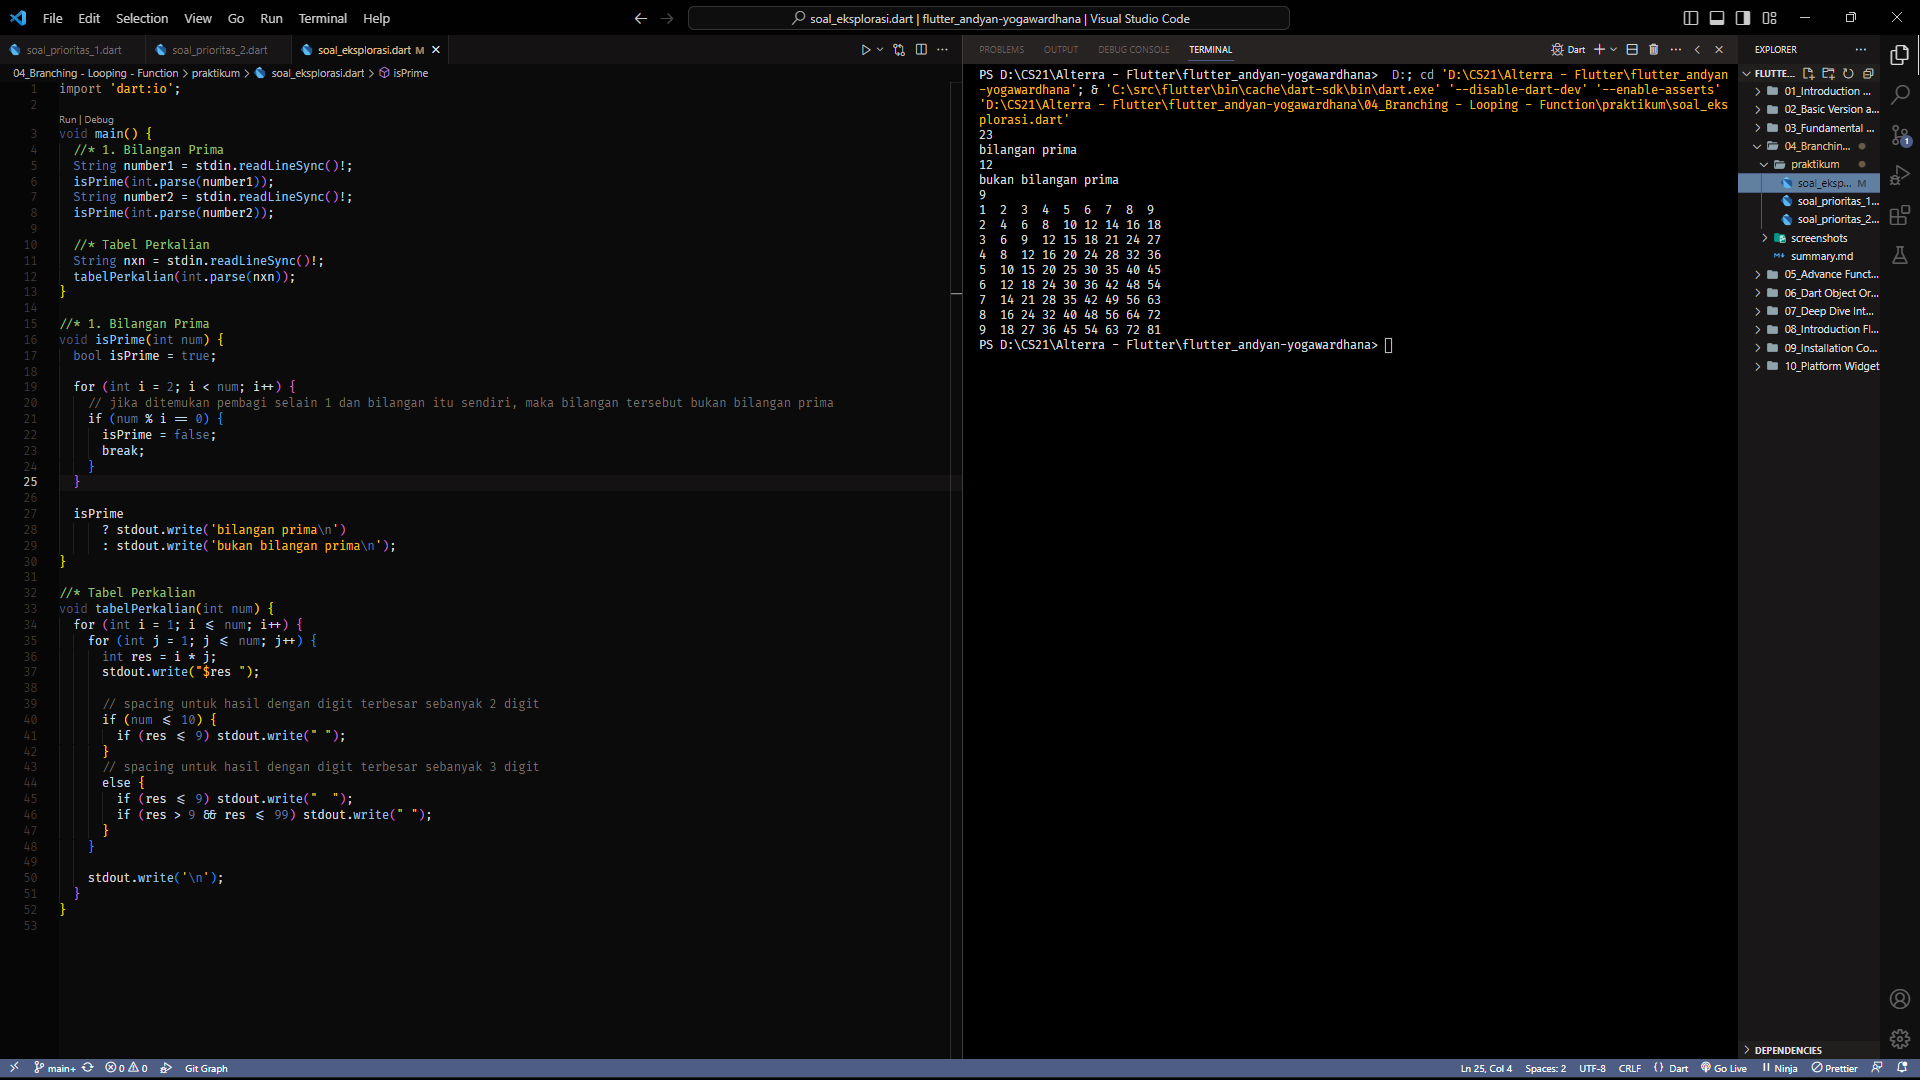 File Edit Selection View Go Run Terminal Help
soal_eksplorasi.dart | flutter_andyan-yogawardhana | Visual Studio Code
soal_prioritas_1.dart
soal_prioritas_2.dart
soal_eksplorasi.dart M
04_Branching - Looping - Function > praktikum > soal_eksplorasi.dart > isPrime
1 import 'dart:io';
2
Run | Debug
3 void main() {
4 //* 1. Bilangan Prima
5 String number1 = stdin.readLineSync()!;
6 isPrime(int.parse(number1));
7 String number2 = stdin.readLineSync()!;
8 isPrime(int.parse(number2));
9
10 //* Tabel Perkalian
11 String nxn = stdin.readLineSync()!;
12 tabelPerkalian(int.parse(nxn));
13 }
14
15 //* 1. Bilangan Prima
16 void isPrime(int num) {
17 bool isPrime = true;
18
19 for (int i = 2; i < num; i++) {
20 // jika ditemukan pembagi selain 1 dan bilangan itu sendiri, maka bilangan tersebut bukan bilangan prima
21 if (num % i == 0) {
22 isPrime = false;
23 break;
24 }
25 }
26
27 isPrime
28 ? stdout.write('bilangan prima\n')
29 : stdout.write('bukan bilangan prima\n');
30 }
31
32 //* Tabel Perkalian
33 void tabelPerkalian(int num) {
34 for (int i = 1; i <= num; i++) {
35 for (int j = 1; j <= num; j++) {
36 int res = i * j;
37 stdout.write("$res ");
38
39 // spacing untuk hasil dengan digit terbesar sebanyak 2 digit
40 if (num <= 10) {
41 if (res <= 9) stdout.write(" ");
42 }
43 // spacing untuk hasil dengan digit terbesar sebanyak 3 digit
44 else {
45 if (res <= 9) stdout.write("  ");
46 if (res > 9 && res <= 99) stdout.write(" ");
47 }
48 }
49
50 stdout.write('\n');
51 }
52 }
53
PROBLEMS OUTPUT DEBUG CONSOLE TERMINAL
Dart
PS D:\CS21\Alterra - Flutter\flutter_andyan-yogawardhana> D:; cd 'D:\CS21\Alterra - Flutter\flutter_andyan
-yogawardhana'; & 'C:\src\flutter\bin\cache\dart-sdk\bin\dart.exe' '--disable-dart-dev' '--enable-asserts'
'D:\CS21\Alterra - Flutter\flutter_andyan-yogawardhana\04_Branching - Looping - Function\praktikum\soal_eks
plorasi.dart'
23
bilangan prima
12
bukan bilangan prima
9
1 2 3 4 5 6 7 8 9
2 4 6 8 10 12 14 16 18
3 6 9 12 15 18 21 24 27
4 8 12 16 20 24 28 32 36
5 10 15 20 25 30 35 40 45
6 12 18 24 30 36 42 48 54
7 14 21 28 35 42 49 56 63
8 16 24 32 40 48 56 64 72
9 18 27 36 45 54 63 72 81
PS D:\CS21\Alterra - Flutter\flutter_andyan-yogawardhana>
EXPLORER
FLUTTE...
01_Introduction ...
02_Basic Version a...
03_Fundamental ...
04_Branchin...
praktikum
soal_eksp... M
soal_prioritas_1...
soal_prioritas_2...
screenshots
summary.md
05_Advance Funct...
06_Dart Object Or...
07_Deep Dive Int...
08_Introduction Fl...
09_Installation Co...
10_Platform Widget
DEPENDENCIES
1
main+ 0 0 Git Graph
Ln 25, Col 4 Spaces: 2 UTF-8 CRLF { } Dart Go Live Ninja Prettier